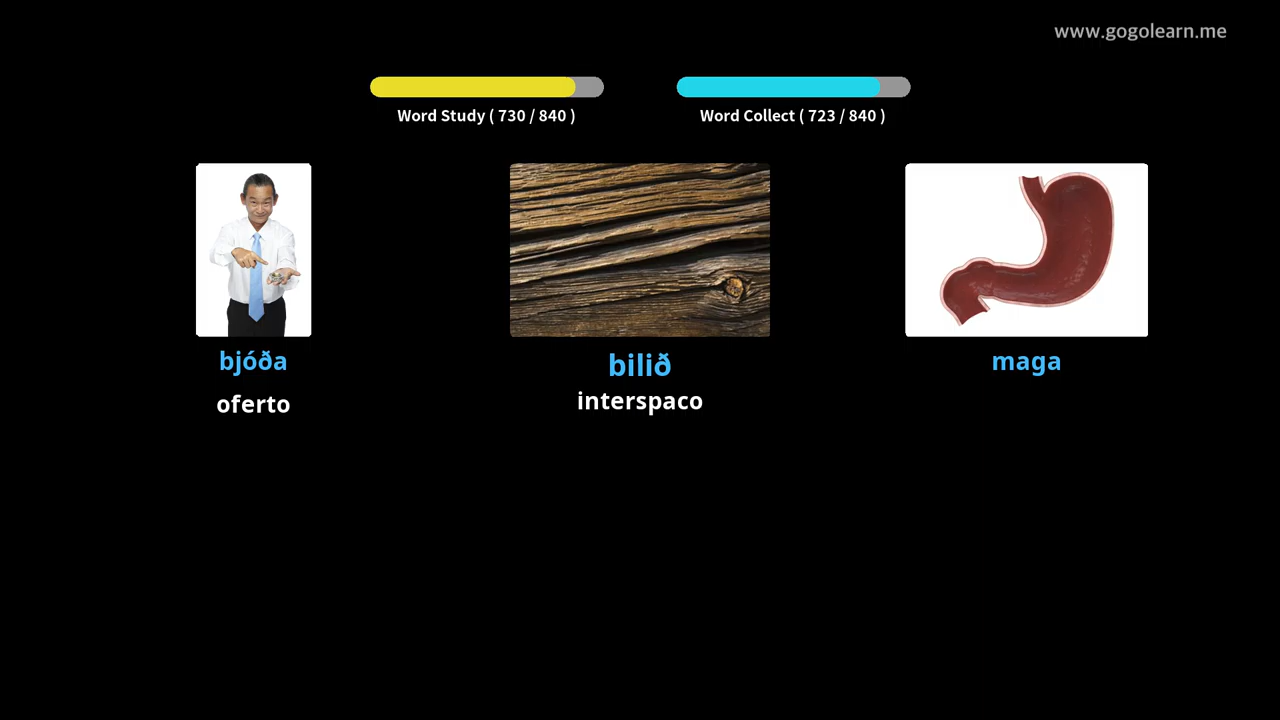 www.gogolearn.me
Word Study ( 730 / 840 )
Word Collect ( 723 / 840 )
bjóða
bilið
maga
oferto
interspaco